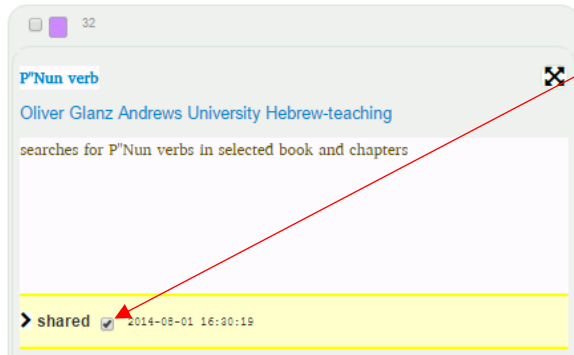 32
P"Nun verb
Oliver Glanz Andrews University Hebrew-teaching
searches for P"Nun verbs in selected book and chapters
shared 2014-08-01 16:30:19